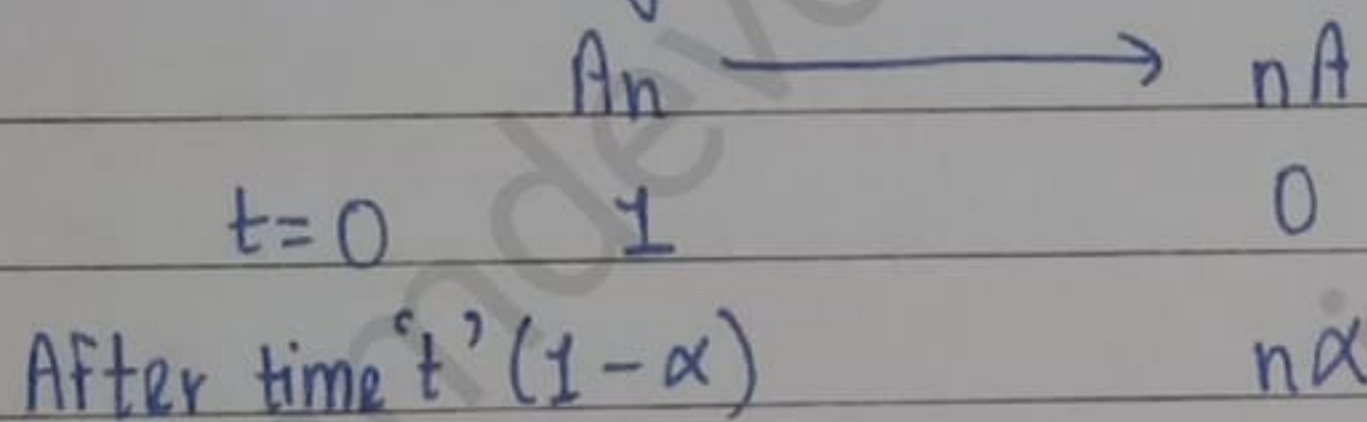 An → nA
t=0 1 0
After time 't' (1-α) nα